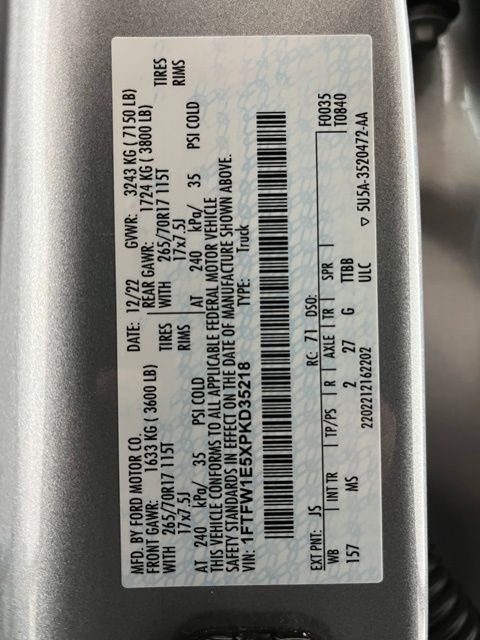 MFD. BY FORD MOTOR CO.
DATE: 12/22 GVWR: 3243 KG ( 7150 LB)
FRONT GAWR: 1633 KG ( 3600 LB) REAR GAWR: 1724 KG ( 3800 LB)
WITH 265/70R17 115T TIRES WITH 265/70R17 115T TIRES
17x7.5J RIMS 17x7.5J RIMS
AT 240 kPa/ 35 PSI COLD AT 240 kPa/ 35 PSI COLD
THIS VEHICLE CONFORMS TO ALL APPLICABLE FEDERAL MOTOR VEHICLE
SAFETY STANDARDS IN EFFECT ON THE DATE OF MANUFACTURE SHOWN ABOVE.
VIN: 1FTFW1E5XPKD35218 TYPE: Truck
F0035
EXT PNT: JS RC: 71 DSO: T0840
WB INT TR TP/PS R AXLE TR SPR
157 MS 2 27 G TTBB
ULC
2202212162202 ▽ 5U5A-3520472-AA